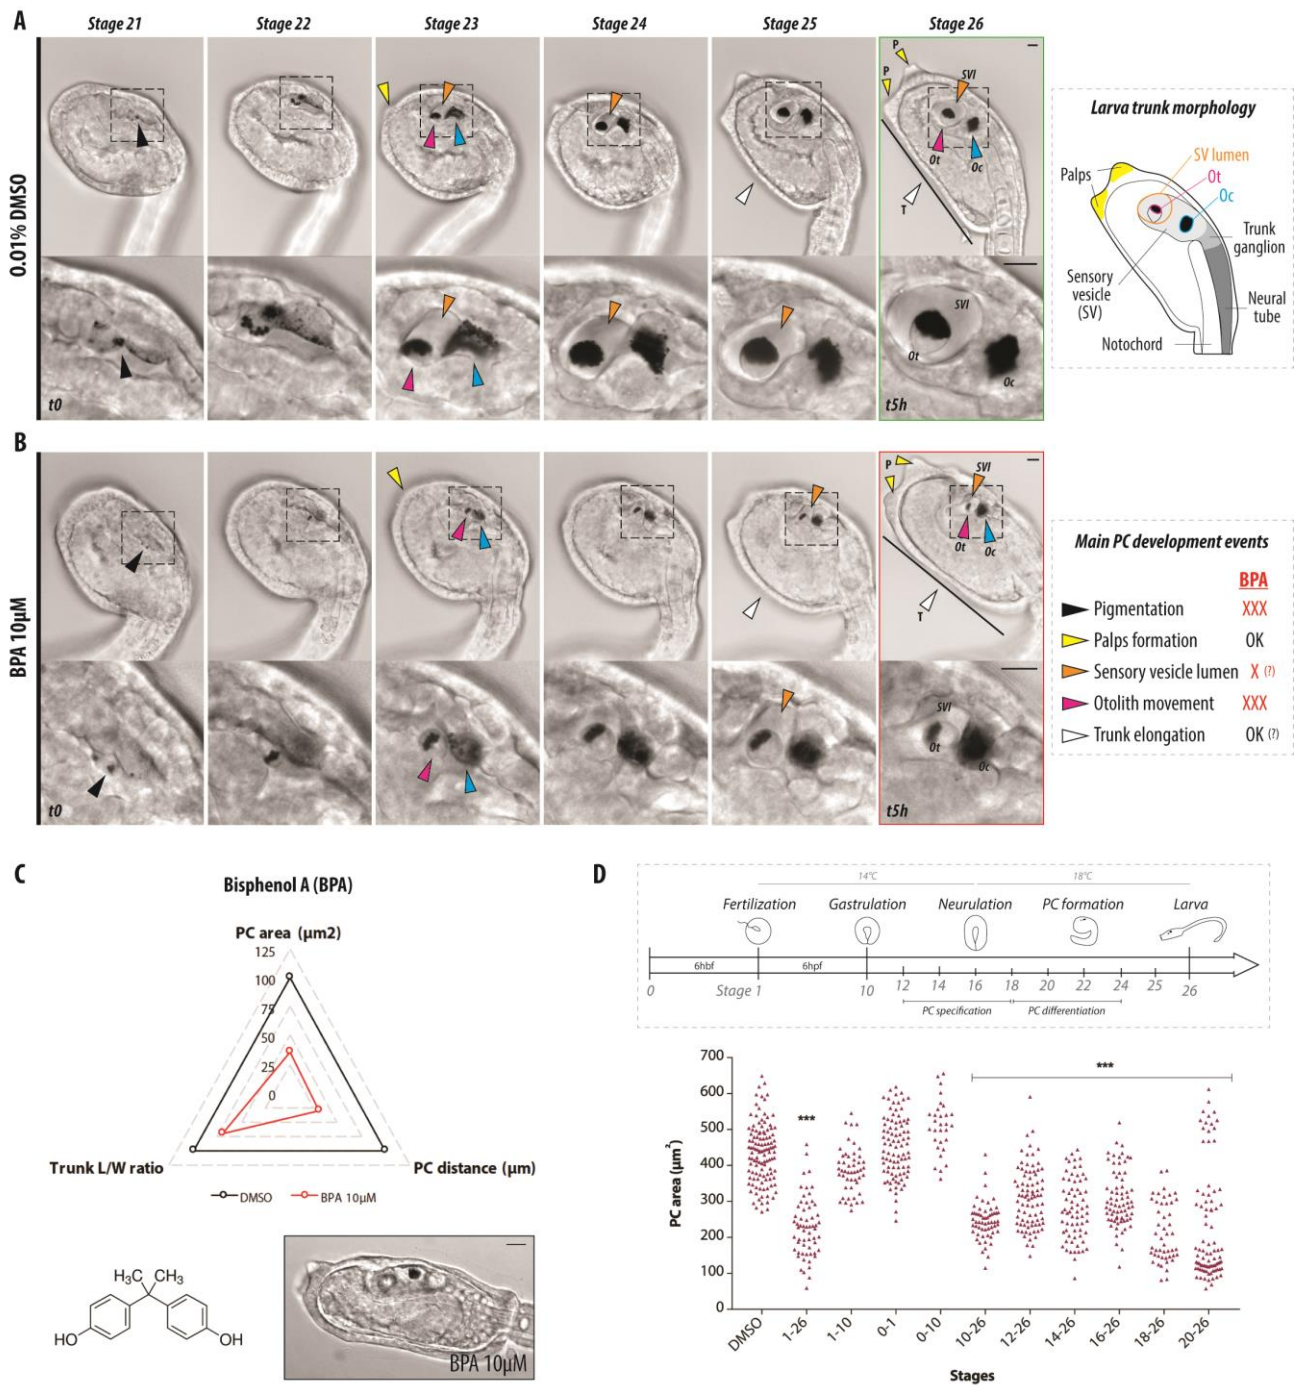 A
Stage 21 Stage 22 Stage 23 Stage 24 Stage 25 Stage 26
0.01% DMSO
P
P
SVl
Ot
Oc
T
t0
SVl
Ot
Oc
t5h
Larva trunk morphology
SV lumen
Palps
Ot
Oc
Trunk
ganglion
Sensory
vesicle
(SV)
Neural
tube
Notochord
B
BPA 10µM
P
SVl
Ot
Oc
T
t0
SVl
Ot
Oc
t5h
Main PC development events
BPA
Pigmentation XXX
Palps formation OK
Sensory vesicle lumen X (?)
Otolith movement XXX
Trunk elongation OK (?)
C
Bisphenol A (BPA)
PC area (µm2)
125
100
75
50
25
0
Trunk L/W ratio
PC distance (µm)
DMSO BPA 10µM
H₃C CH₃
HO OH
BPA 10µM
D
14°C 18°C
Fertilization Gastrulation Neurulation PC formation Larva
6hbf 6hpf
0 Stage 1 10 12 14 16 18 20 22 24 25 26
PC specification PC differentiation
PC area (µm²)
700
600
500
400
300
200
100
0
***
***
DMSO 1-26 1-10 0-1 0-10 10-26 12-26 14-26 16-26 18-26 20-26
Stages